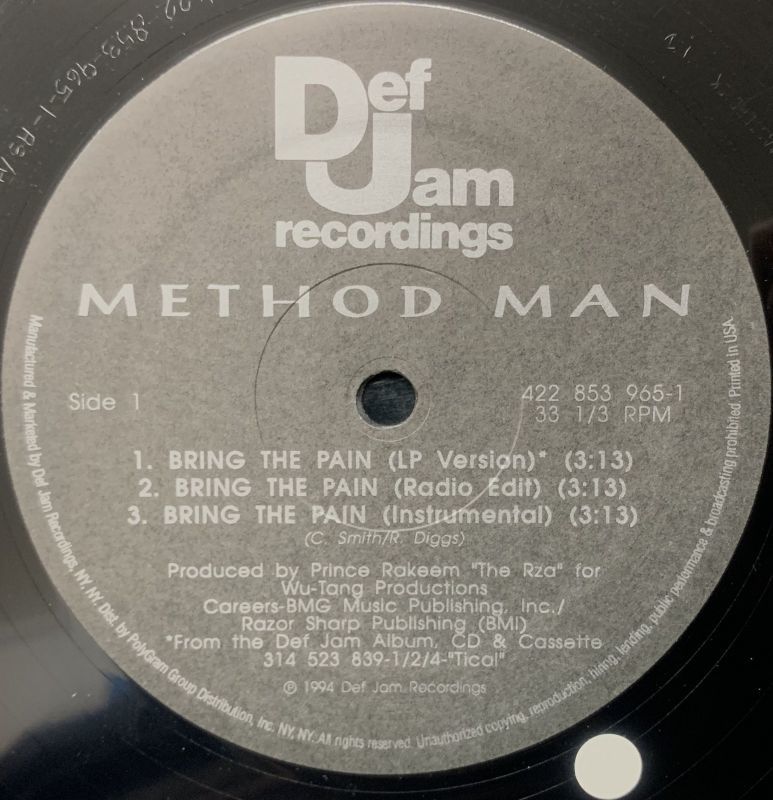 Def
Jam
recordings
METHOD MAN
Side 1
422 853 965-1
33 1/3 RPM
1. BRING THE PAIN (LP Version)* (3:13)
2. BRING THE PAIN (Radio Edit) (3:13)
3. BRING THE PAIN (Instrumental) (3:13)
(C. Smith/R. Diggs)
Produced by Prince Rakeem "The Rza" for
Wu-Tang Productions
Careers-BMG Music Publishing, Inc./
Razor Sharp Publishing (BMI)
*From the Def Jam Album, CD & Cassette
314 523 839-1/2/4-"Tical"
℗ 1994 Def Jam Recordings
Manufactured & Marketed by Def Jam Recordings, NY, NY. Dist. by PolyGram Group Distribution, Inc. NY, NY. All rights reserved. Unauthorized copying, reproduction, hiring, lending, public performance & broadcasting prohibited. Printed in USA.
853-965-1-